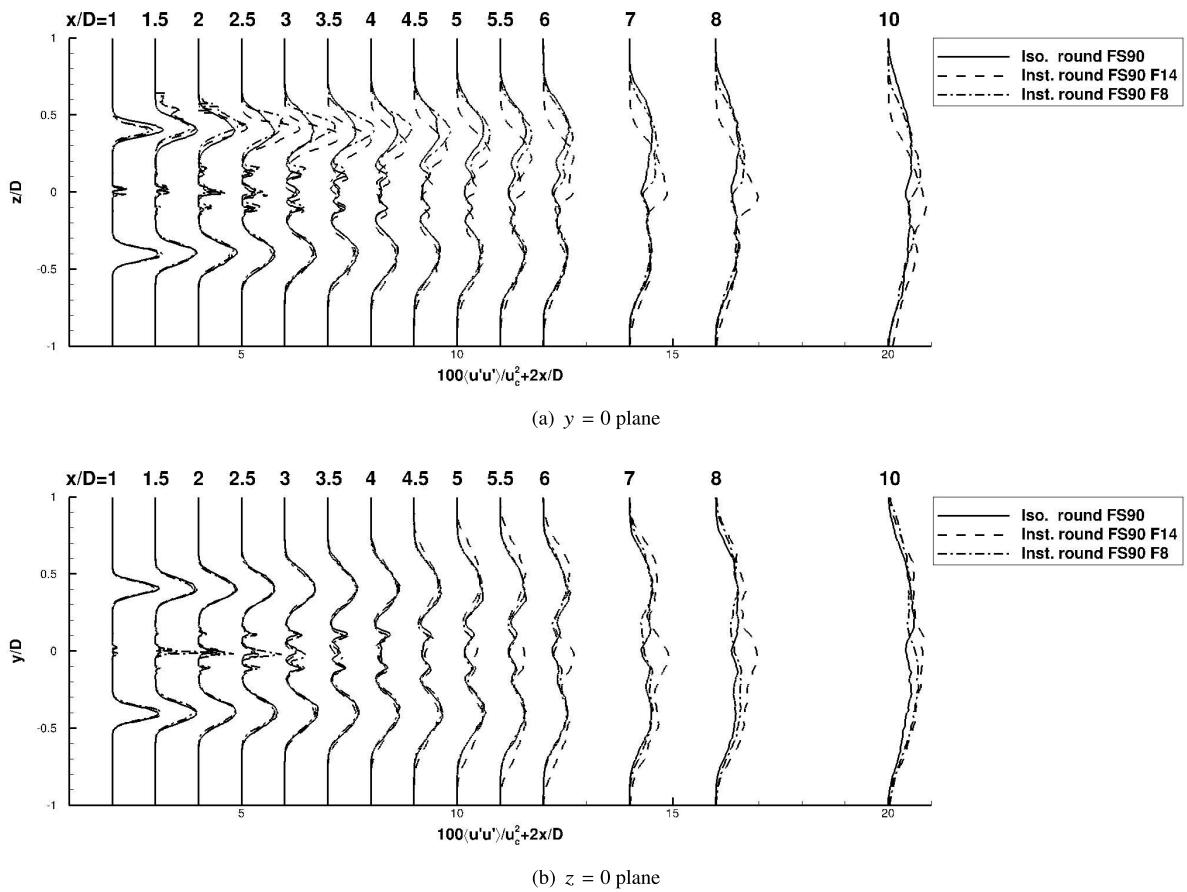 x/D=1 1.5 2 2.5 3 3.5 4 4.5 5 5.5 6 7 8 10
1
0.5
0
-0.5
-1
z/D
5 10 15 20
100⟨u'u'⟩/u_c^2+2x/D
Iso. round FS90
Inst. round FS90 F14
Inst. round FS90 F8
(a) y = 0 plane
x/D=1 1.5 2 2.5 3 3.5 4 4.5 5 5.5 6 7 8 10
1
0.5
0
-0.5
-1
y/D
5 10 15 20
100⟨u'u'⟩/u_c^2+2x/D
Iso. round FS90
Inst. round FS90 F14
Inst. round FS90 F8
(b) z = 0 plane